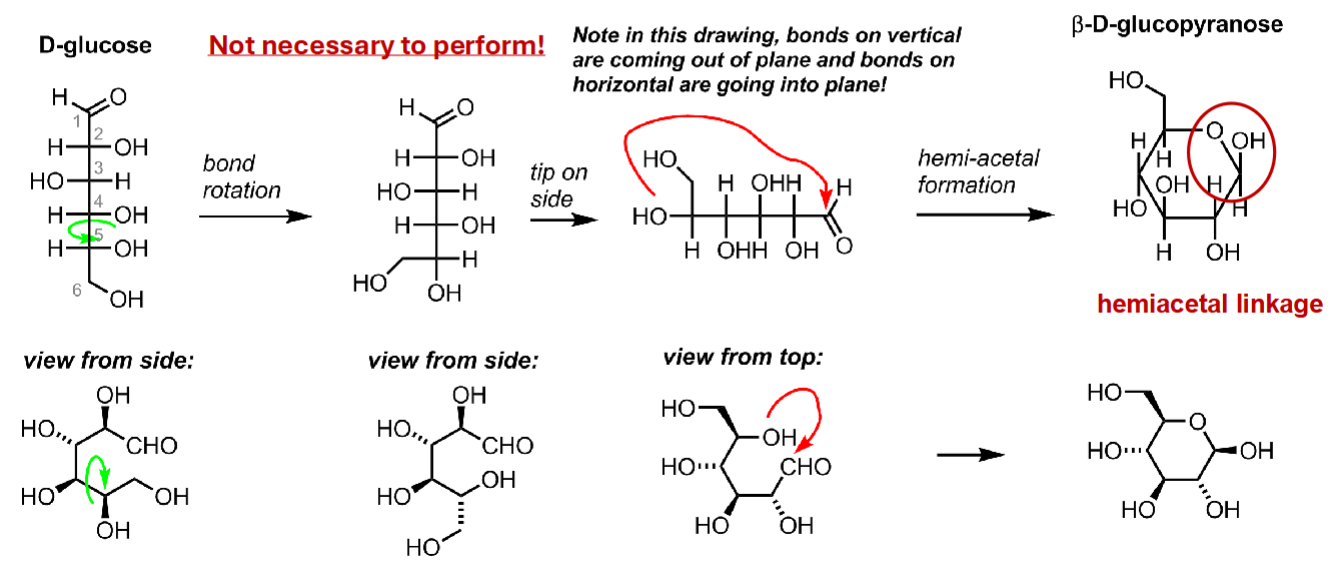 D-glucose
Not necessary to perform!
Note in this drawing, bonds on vertical
are coming out of plane and bonds on
horizontal are going into plane!
β-D-glucopyranose
H O
1
2
H OH
3
HO H
4
H OH
5
H OH
6
OH
bond
rotation
H O
H OH
HO H
H OH
H
HO
OH
tip on
side
HO
H OHH H
HO
H OHH OH O
hemi-acetal
formation
HO
O
H OH
H
OH H
HO H
H OH
hemiacetal linkage
view from side:
OH
HO
CHO
HO OH
OH
view from side:
OH
HO
CHO
OH
HO
HO
view from top:
HO
OH
HO CHO
HO OH
HO
O
HO OH
HO OH